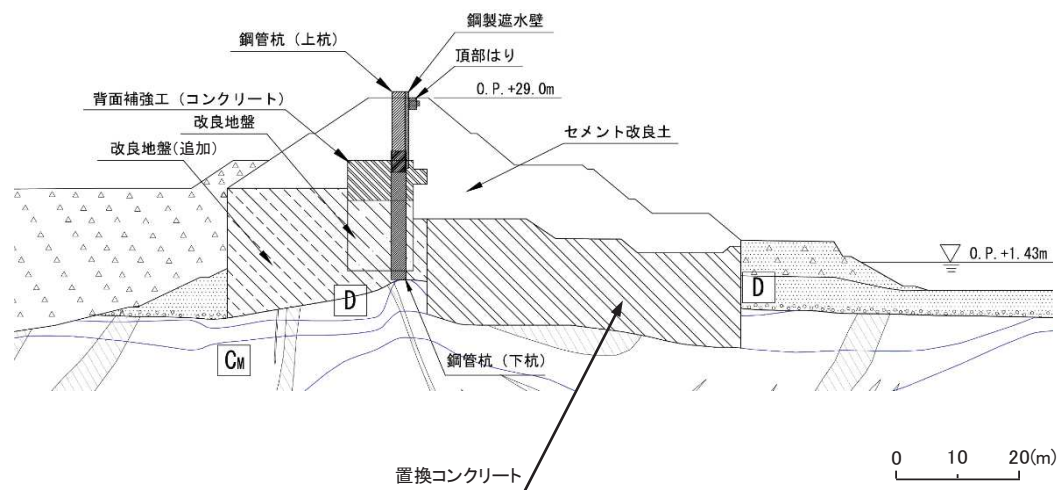 鋼製遮水壁
鋼管杭（上杭）
頂部はり
O.P.+29.0m
背面補強工（コンクリート）
改良地盤
セメント改良土
改良地盤(追加)
O.P.+1.43m
D
D
CM
鋼管杭（下杭）
置換コンクリート
0 10 20(m)